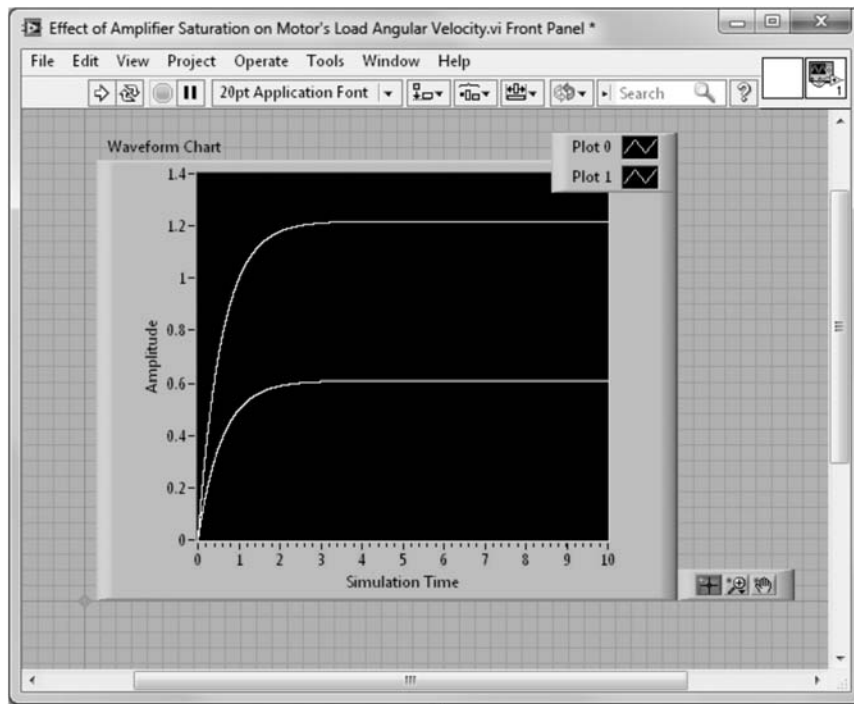 Effect of Amplifier Saturation on Motor's Load Angular Velocity.vi Front Panel *
File Edit View Project Operate Tools Window Help
20pt Application Font Search ? 1
Waveform Chart
Plot 0
Plot 1
1.4
1.2
1
0.8
0.6
0.4
0.2
0
Amplitude
0 1 2 3 4 5 6 7 8 9 10
Simulation Time